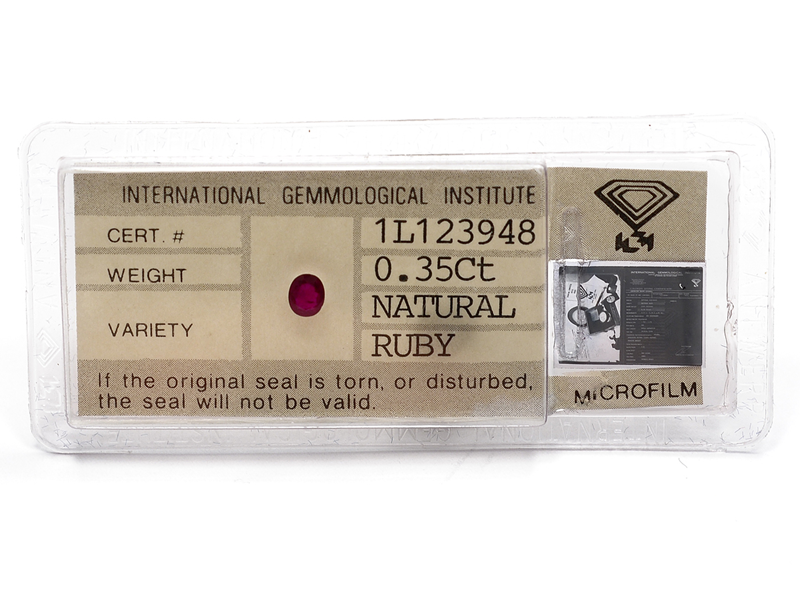 INTERNATIONAL GEMMOLOGICAL INSTITUTE
CERT. # 1L123948
WEIGHT 0.35Ct
VARIETY NATURAL
RUBY
If the original seal is torn, or disturbed,
the seal will not be valid.
MICROFILM